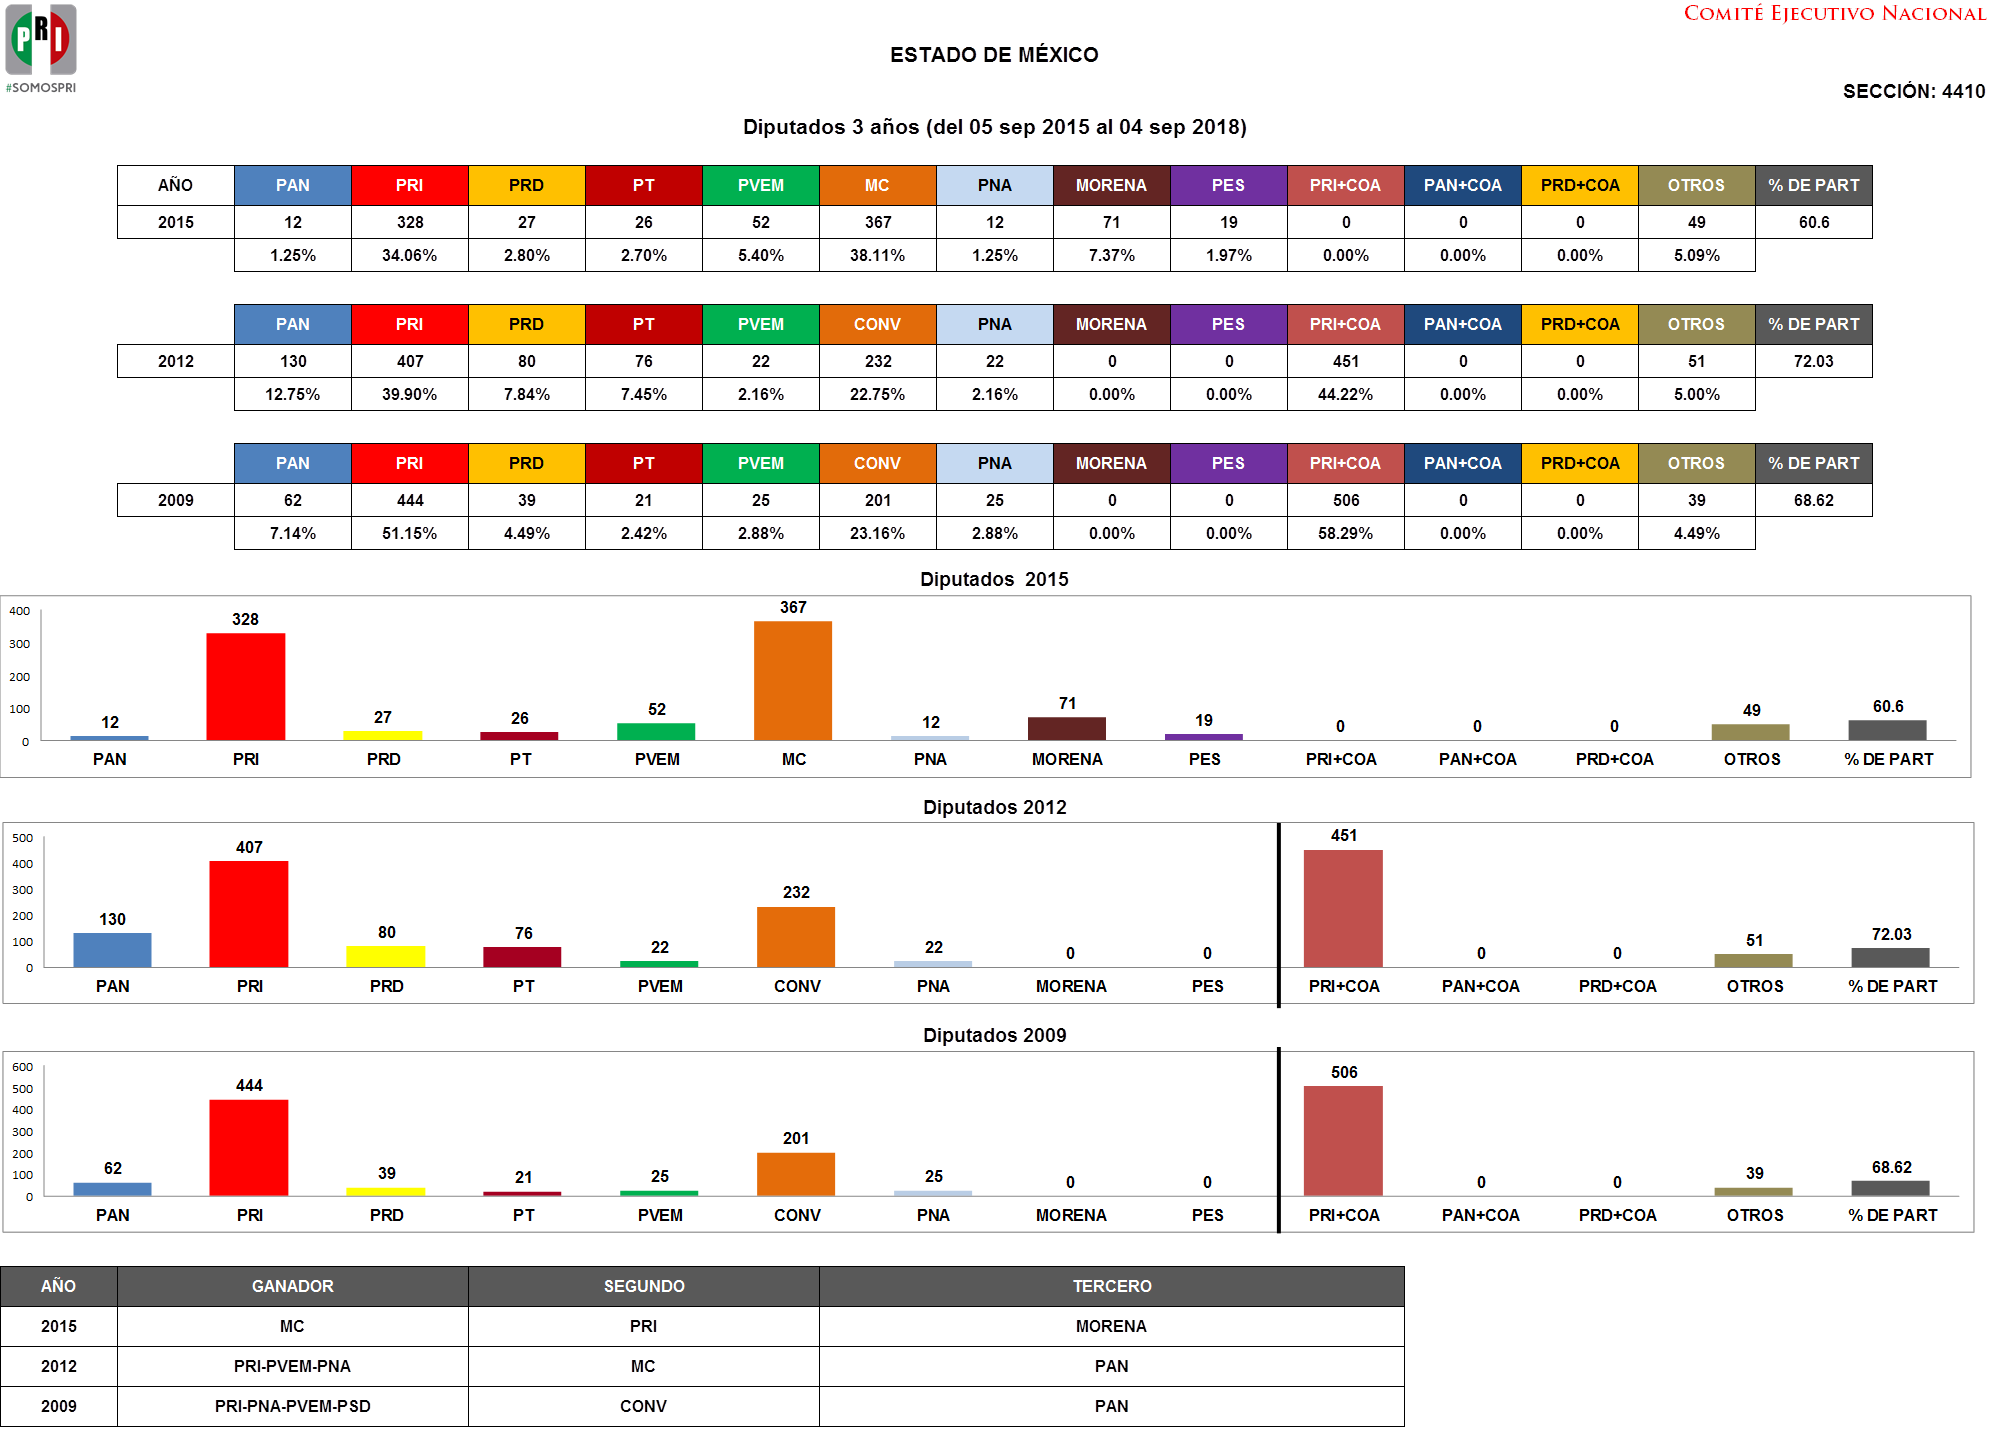 PRI
#SOMOSPRI
COMITÉ EJECUTIVO NACIONAL
ESTADO DE MÉXICO
SECCIÓN: 4410
Diputados 3 años (del 05 sep 2015 al 04 sep 2018)
AÑO PAN PRI PRD PT PVEM MC PNA MORENA PES PRI+COA PAN+COA PRD+COA OTROS % DE PART
2015 12 328 27 26 52 367 12 71 19 0 0 0 49 60.6
1.25% 34.06% 2.80% 2.70% 5.40% 38.11% 1.25% 7.37% 1.97% 0.00% 0.00% 0.00% 5.09%
PAN PRI PRD PT PVEM CONV PNA MORENA PES PRI+COA PAN+COA PRD+COA OTROS % DE PART
2012 130 407 80 76 22 232 22 0 0 451 0 0 51 72.03
12.75% 39.90% 7.84% 7.45% 2.16% 22.75% 2.16% 0.00% 0.00% 44.22% 0.00% 0.00% 5.00%
PAN PRI PRD PT PVEM CONV PNA MORENA PES PRI+COA PAN+COA PRD+COA OTROS % DE PART
2009 62 444 39 21 25 201 25 0 0 506 0 0 39 68.62
7.14% 51.15% 4.49% 2.42% 2.88% 23.16% 2.88% 0.00% 0.00% 58.29% 0.00% 0.00% 4.49%
Diputados 2015
400
300
200
100
0
12 328 27 26 52 367 12 71 19 0 0 0 49 60.6
PAN PRI PRD PT PVEM MC PNA MORENA PES PRI+COA PAN+COA PRD+COA OTROS % DE PART
Diputados 2012
500
400
300
200
100
0
130 407 80 76 22 232 22 0 0 451 0 0 51 72.03
PAN PRI PRD PT PVEM CONV PNA MORENA PES PRI+COA PAN+COA PRD+COA OTROS % DE PART
Diputados 2009
600
500
400
300
200
100
0
62 444 39 21 25 201 25 0 0 506 0 0 39 68.62
PAN PRI PRD PT PVEM CONV PNA MORENA PES PRI+COA PAN+COA PRD+COA OTROS % DE PART
AÑO GANADOR SEGUNDO TERCERO
2015 MC PRI MORENA
2012 PRI-PVEM-PNA MC PAN
2009 PRI-PNA-PVEM-PSD CONV PAN